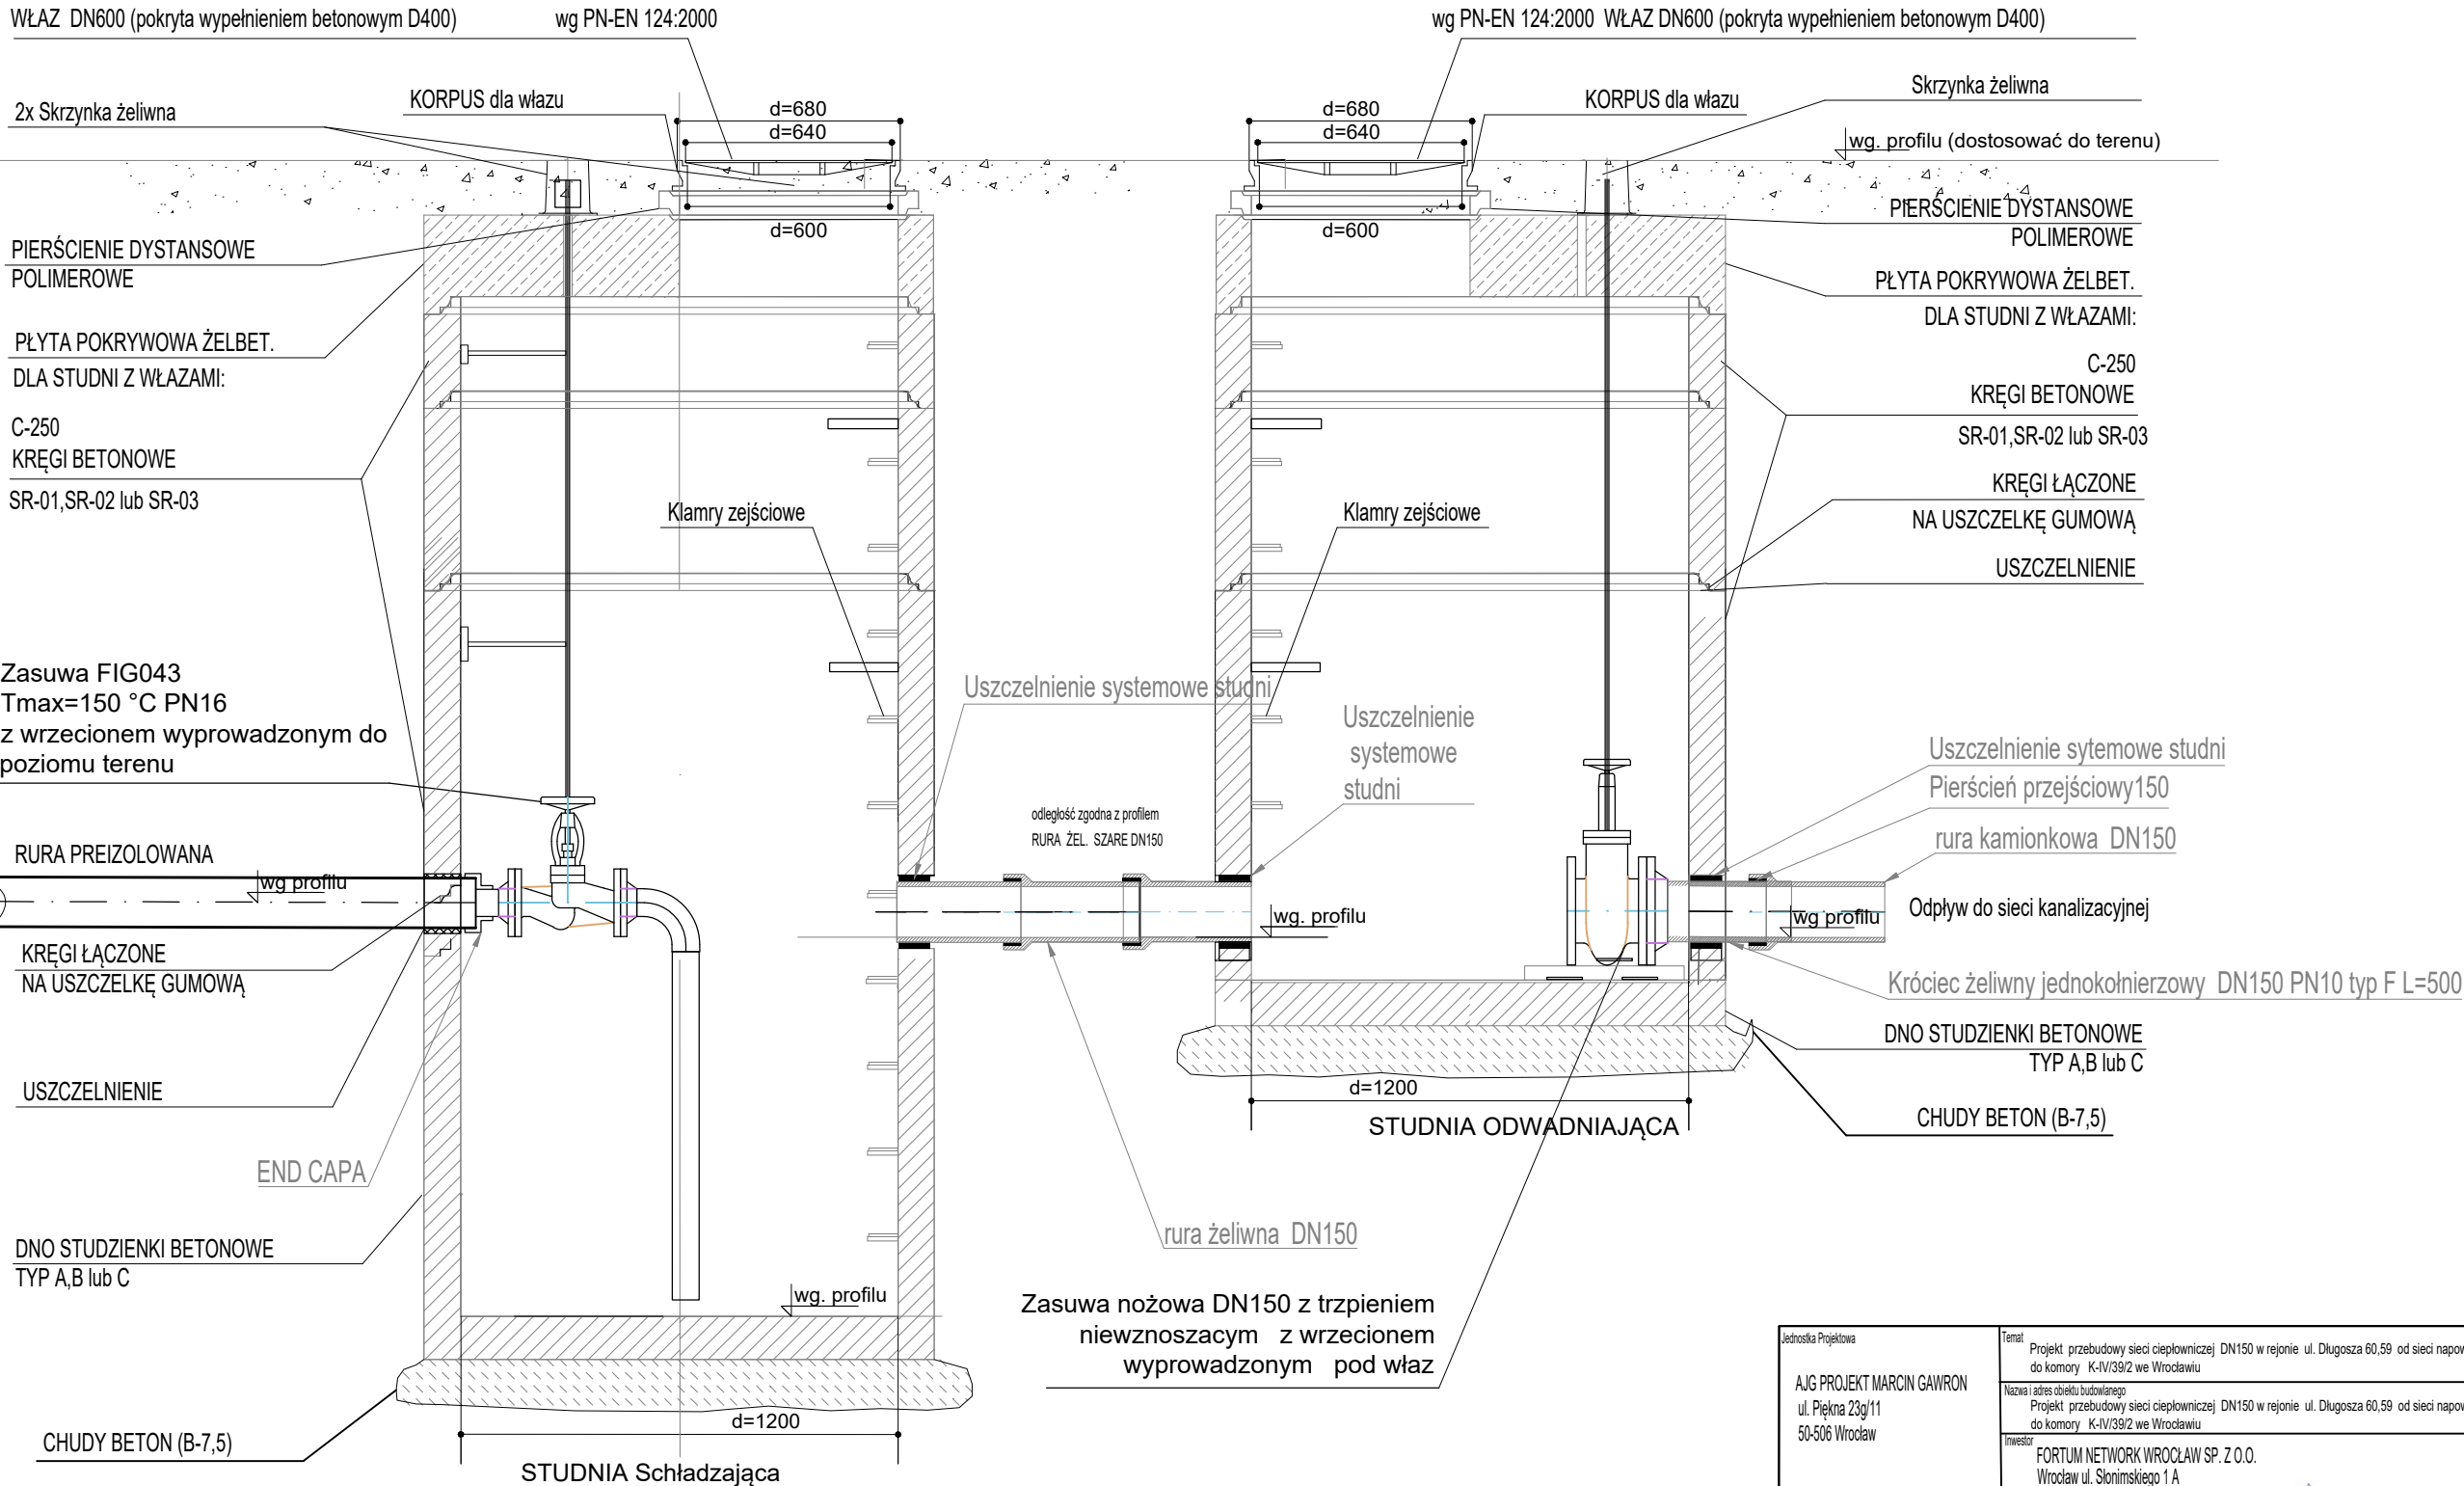 WŁAZ DN600 (pokryta wypełnieniem betonowym D400) wg PN-EN 124:2000
wg PN-EN 124:2000 WŁAZ DN600 (pokryta wypełnieniem betonowym D400)
2x Skrzynka żeliwna
KORPUS dla włazu
d=680
d=640
d=600
d=680
d=640
d=600
KORPUS dla włazu
Skrzynka żeliwna
wg. profilu (dostosować do terenu)
PIERŚCIENIE DYSTANSOWE
POLIMEROWE
PŁYTA POKRYWOWA ŻELBET.
DLA STUDNI Z WŁAZAMI:
C-250
KRĘGI BETONOWE
SR-01,SR-02 lub SR-03
PIERŚCIENIE DYSTANSOWE
POLIMEROWE
PŁYTA POKRYWOWA ŻELBET.
DLA STUDNI Z WŁAZAMI:
C-250
KRĘGI BETONOWE
SR-01,SR-02 lub SR-03
KRĘGI ŁĄCZONE
NA USZCZELKĘ GUMOWĄ
USZCZELNIENIE
Klamry zejściowe
Klamry zejściowe
Zasuwa FIG043
Tmax=150 °C PN16
z wrzecionem wyprowadzonym do
poziomu terenu
Uszczelnienie systemowe studni
Uszczelnienie
systemowe
studni
odległość zgodna z profilem
RURA ŻEL. SZARE DN150
Uszczelnienie sytemowe studni
Pierścień przejściowy150
rura kamionkowa DN150
RURA PREIZOLOWANA
wg profilu
wg. profilu
wg profilu
Odpływ do sieci kanalizacyjnej
KRĘGI ŁĄCZONE
NA USZCZELKĘ GUMOWĄ
Króciec żeliwny jednokołnierzowy DN150 PN10 typ F L=500
USZCZELNIENIE
DNO STUDZIENKI BETONOWE
TYP A,B lub C
d=1200
STUDNIA ODWADNIAJĄCA
CHUDY BETON (B-7,5)
END CAPA
rura żeliwna DN150
DNO STUDZIENKI BETONOWE
TYP A,B lub C
wg. profilu
Zasuwa nożowa DN150 z trzpieniem
niewznoszacym z wrzecionem
wyprowadzonym pod właz
d=1200
CHUDY BETON (B-7,5)
STUDNIA Schładzająca
Jednostka Projektowa
AJG PROJEKT MARCIN GAWRON
ul. Piękna 23g/11
50-506 Wrocław
Temat
Projekt przebudowy sieci ciepłowniczej DN150 w rejonie ul. Długosza 60,59 od sieci napow
do komory K-IV/39/2 we Wrocławiu
Nazwa i adres obiektu budowlanego
Projekt przebudowy sieci ciepłowniczej DN150 w rejonie ul. Długosza 60,59 od sieci napow
do komory K-IV/39/2 we Wrocławiu
Inwestor
FORTUM NETWORK WROCŁAW SP. Z O.O.
Wrocław ul. Słonimskiego 1 A